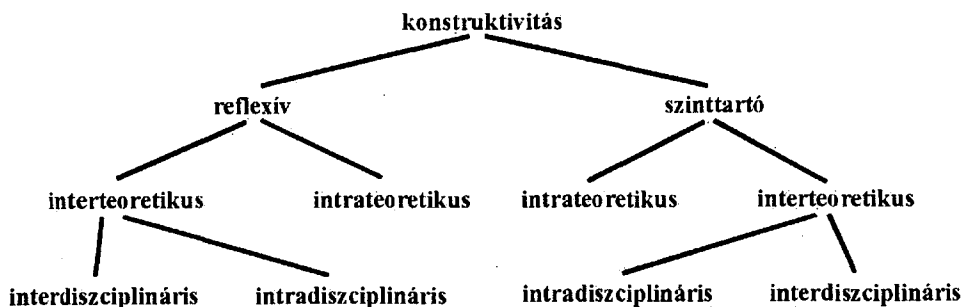 konstruktivitás
reflexív szinttartó
interteoretikus intrateoretikus intrateoretikus interteoretikus
interdiszciplináris intradiszciplináris intradiszciplináris interdiszciplináris